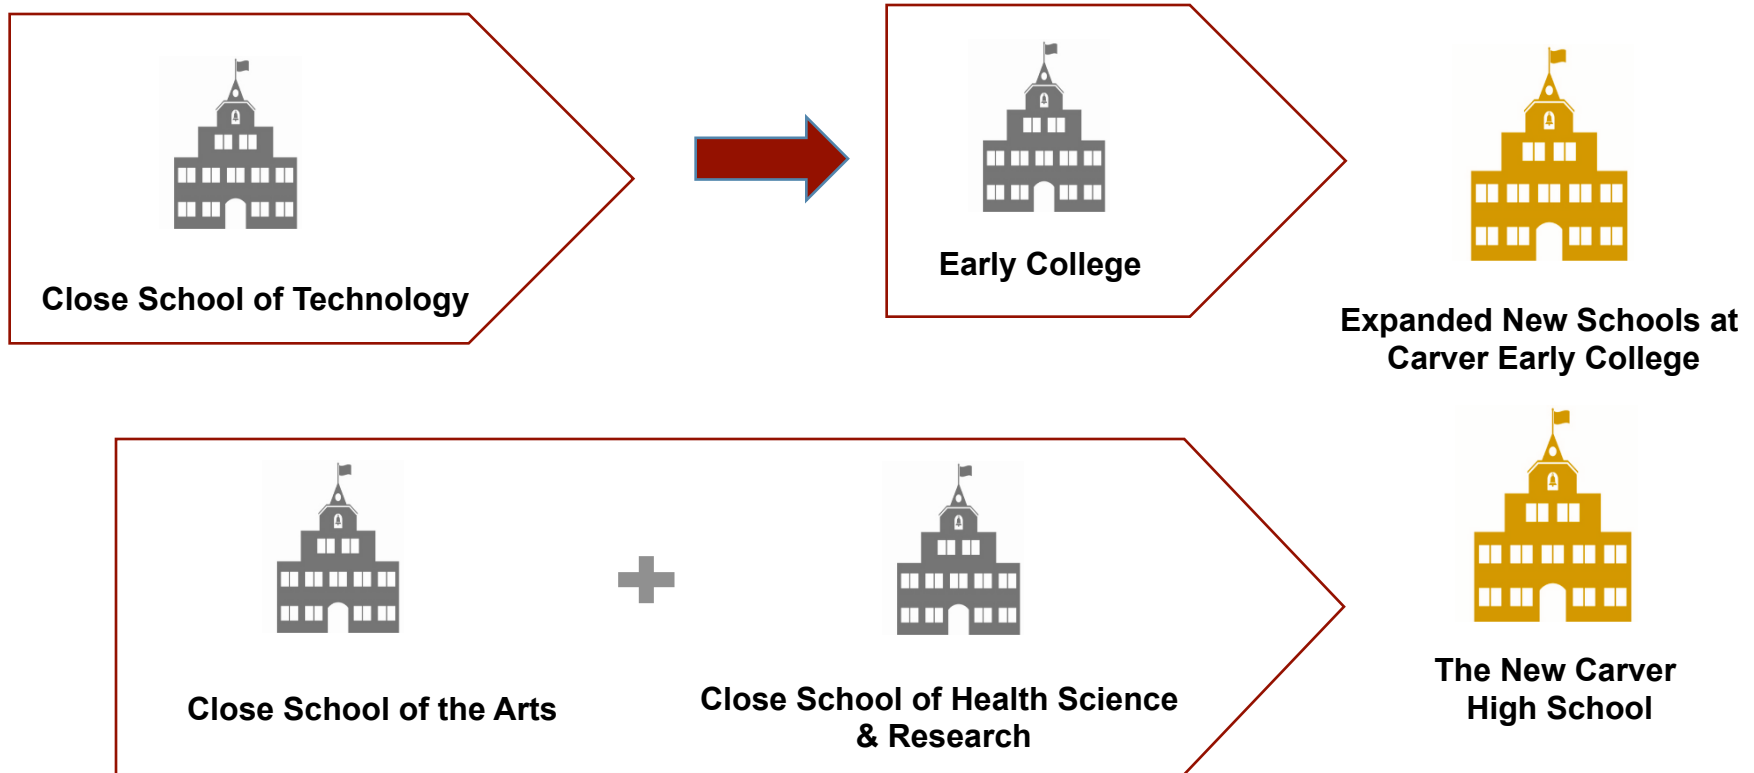 Close School of Technology
Early College
Expanded New Schools at
Carver Early College
Close School of the Arts
Close School of Health Science
& Research
The New Carver
High School